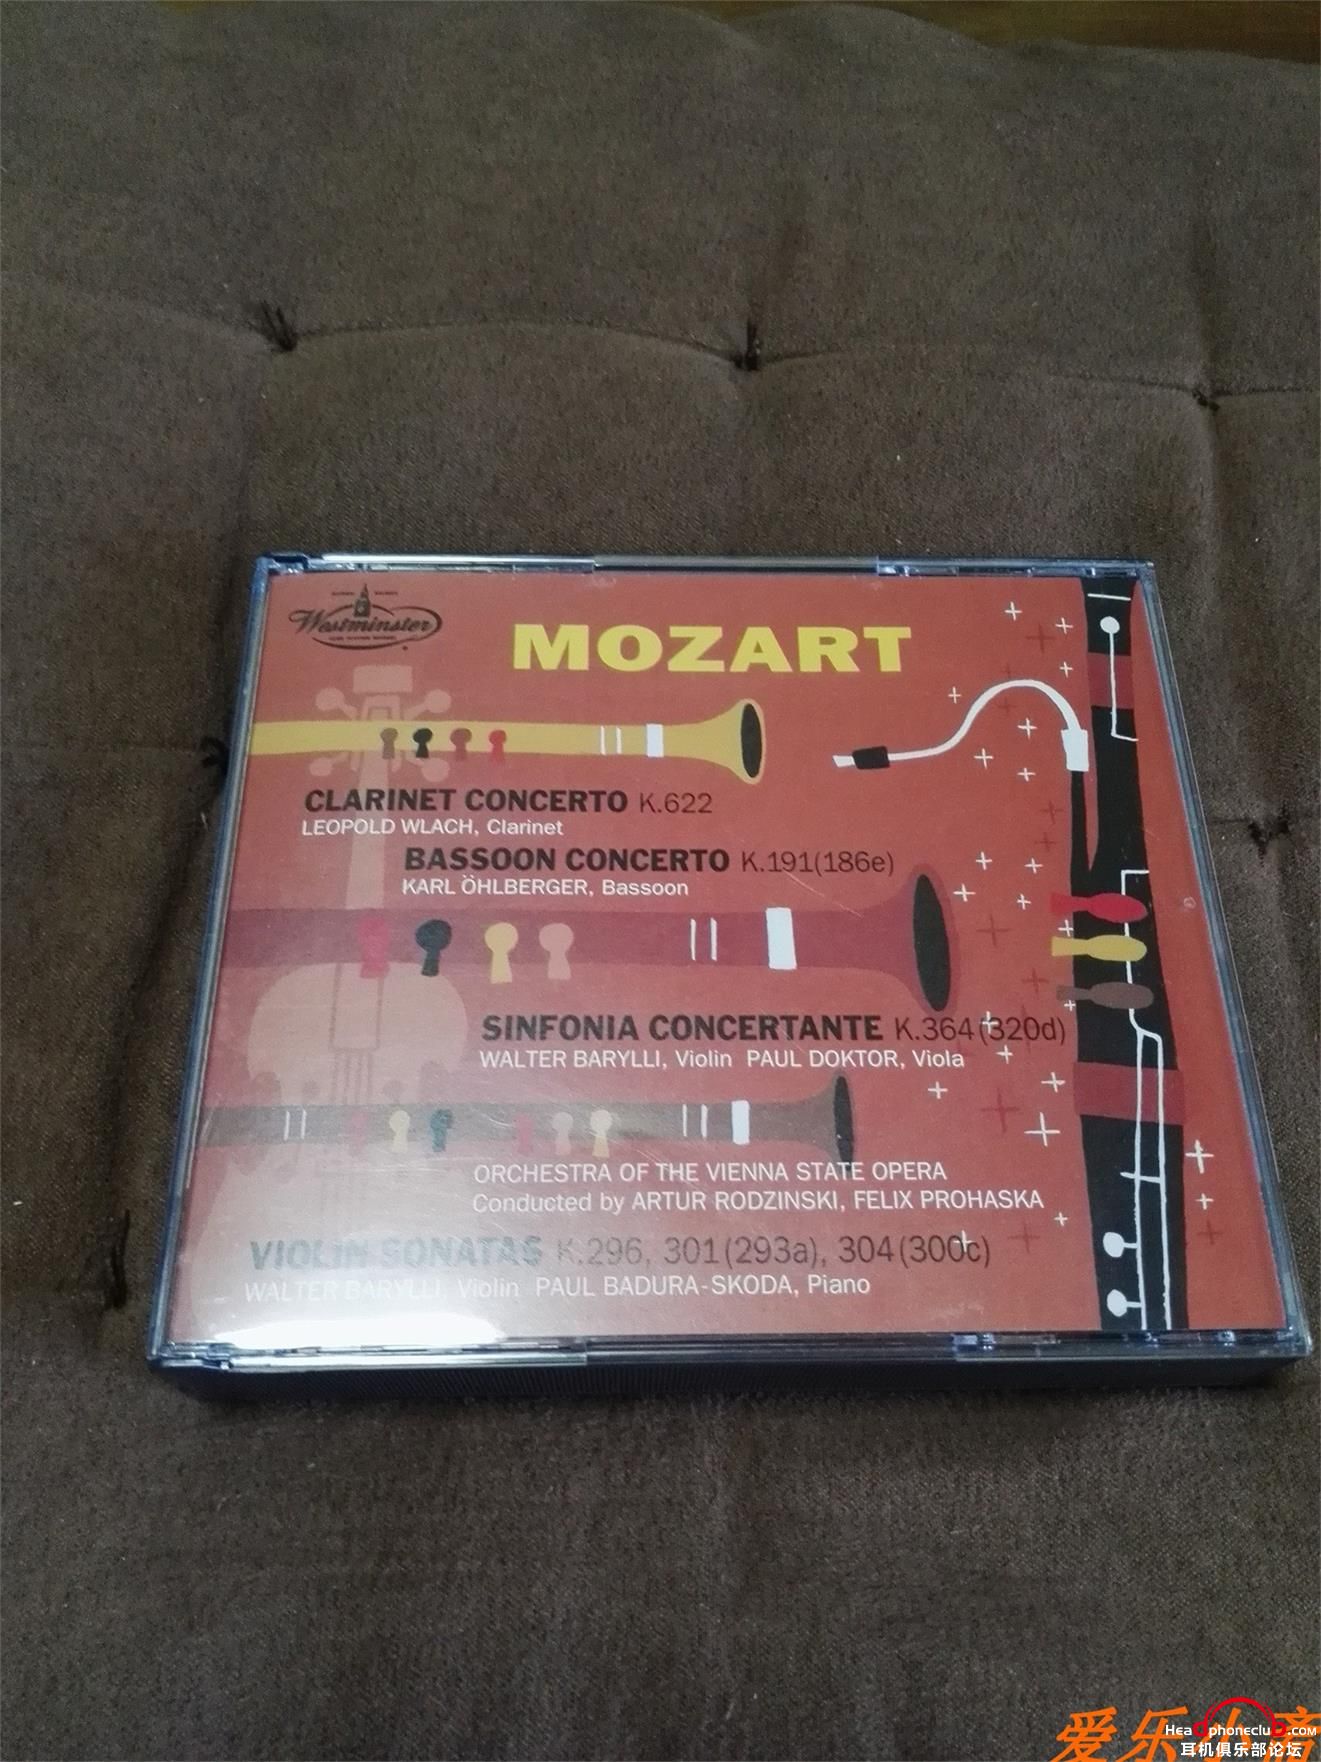 Westminster
MOZART
CLARINET CONCERTO K.622
LEOPOLD WLACH, Clarinet
BASSOON CONCERTO K.191(186e)
KARL ÖHLBERGER, Bassoon
SINFONIA CONCERTANTE K.364(320d)
WALTER BARYLLI, Violin PAUL DOKTOR, Viola
ORCHESTRA OF THE VIENNA STATE OPERA
Conducted by ARTUR RODZINSKI, FELIX PROHASKA
VIOLIN SONATAS K.296, 301(293a), 304(300c)
WALTER BARYLLI, Violin PAUL BADURA-SKODA, Piano
爱乐
Headphoneclub.com
耳机俱乐部论坛